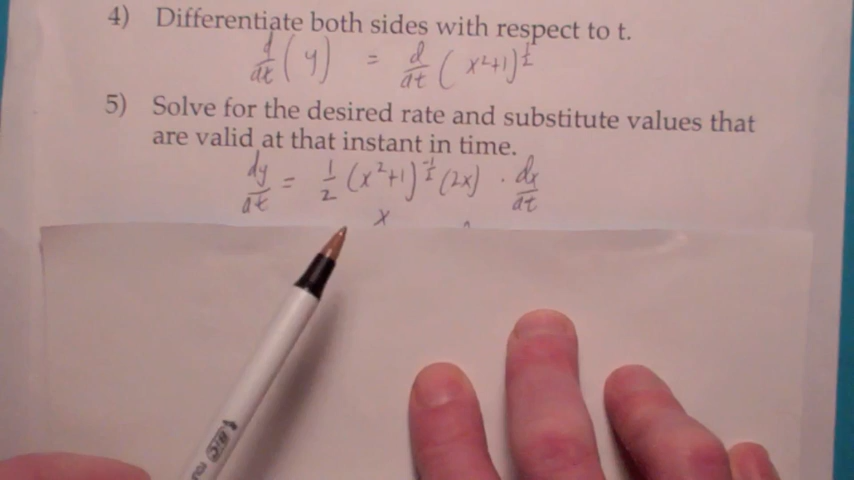 4) Differentiate both sides with respect to t.
d/dt (y) = d/dt (x²+1)^½
5) Solve for the desired rate and substitute values that
are valid at that instant in time.
dy/dt = 1/2 (x²+1)^-½ (2x) · dx/dt
x
BIC